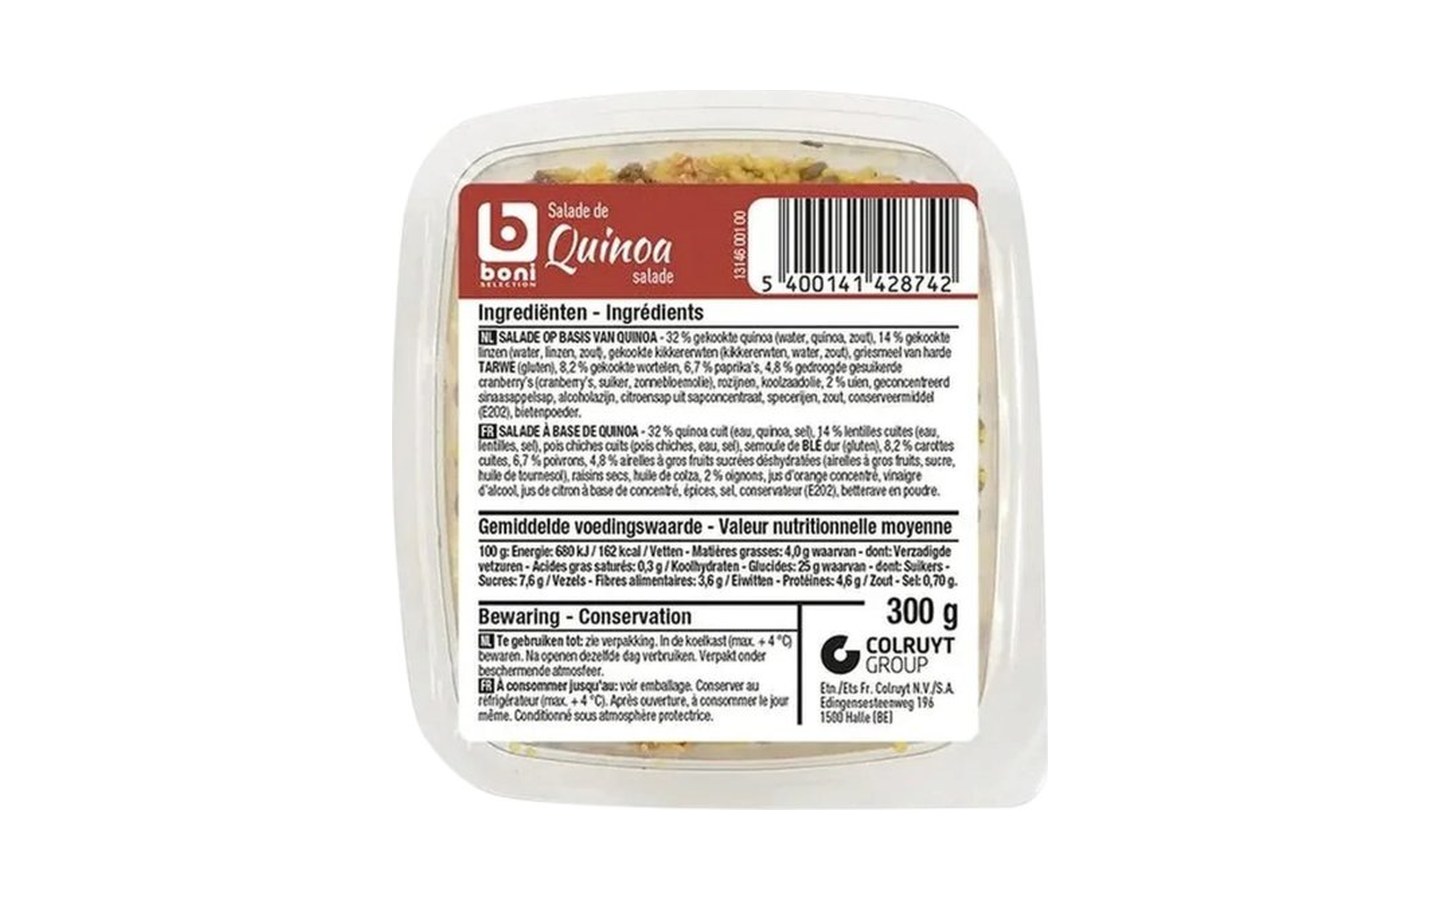 boni
SELECTION
Salade de
Quinoa
salade
13146 001 00
5 400141 428742
Ingrediënten - Ingrédients
NL SALADE OP BASIS VAN QUINOA - 32 % gekookte quinoa (water, quinoa, zout), 14 % gekookte
linzen (water, linzen, zout), gekookte kikkererwten (kikkererwten, water, zout), griesmeel van harde
TARWE (gluten), 8,2 % gekookte wortelen, 6,7 % paprika's, 4,8 % gedroogde gesuikerde
cranberry's (cranberry's, suiker, zonnebloemolie), rozijnen, koolzaadolie, 2 % uien, geconcentreerd
sinaasappelsap, alcoholazijn, citroensap uit sapconcentraat, specerijen, zout, conserveermiddel
(E202), bietenpoeder.
FR SALADE À BASE DE QUINOA - 32 % quinoa cuit (eau, quinoa, sel), 14 % lentilles cuites (eau,
lentilles, sel), pois chiches cuits (pois chiches, eau, sel), semoule de BLÉ dur (gluten), 8,2 % carottes
cuites, 6,7 % poivrons, 4,8 % airelles à gros fruits sucrées déshydratées (airelles à gros fruits, sucre,
huile de tournesol), raisins secs, huile de colza, 2 % oignons, jus d'orange concentré, vinaigre
d'alcool, jus de citron à base de concentré, épices, sel, conservateur (E202), betterave en poudre.
Gemiddelde voedingswaarde - Valeur nutritionnelle moyenne
100 g: Energie: 680 kJ / 162 kcal / Vetten - Matières grasses: 4,0 g waarvan - dont: Verzadigde
vetzuren - Acides gras saturés: 0,3 g / Koolhydraten - Glucides: 25 g waarvan - dont: Suikers -
Sucres: 7,6 g / Vezels - Fibres alimentaires: 3,6 g / Eiwitten - Protéines: 4,6 g / Zout - Sel: 0,70 g.
Bewaring - Conservation
NL Te gebruiken tot: zie verpakking. In de koelkast (max. + 4 °C)
bewaren. Na openen dezelfde dag verbruiken. Verpakt onder
beschermende atmosfeer.
FR À consommer jusqu'au: voir emballage. Conserver au
réfrigérateur (max. + 4 °C). Après ouverture, à consommer le jour
même. Conditionné sous atmosphère protectrice.
300 g
COLRUYT
GROUP
Etn./Ets Fr. Colruyt N.V./S.A.
Edingensesteenweg 196
1500 Halle (BE)